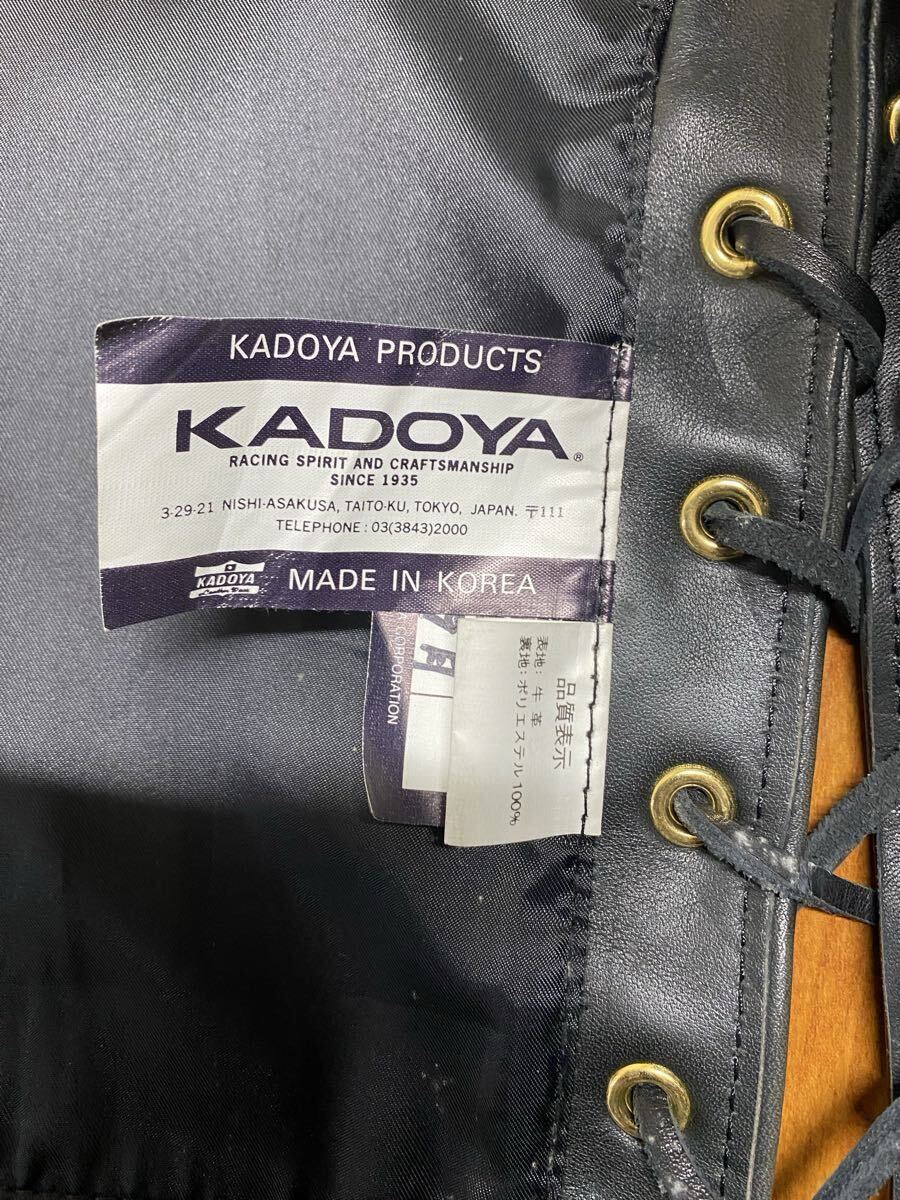 KADOYA PRODUCTS
KADOYA®
RACING SPIRIT AND CRAFTSMANSHIP
SINCE 1935
3-29-21 NISHI-ASAKUSA, TAITO-KU, TOKYO, JAPAN. 〒111
TELEPHONE : 03(3843)2000
KADOYA
MADE IN KOREA
品質表示
表地: 牛革
裏地: ポリエステル100%
CORPORATION